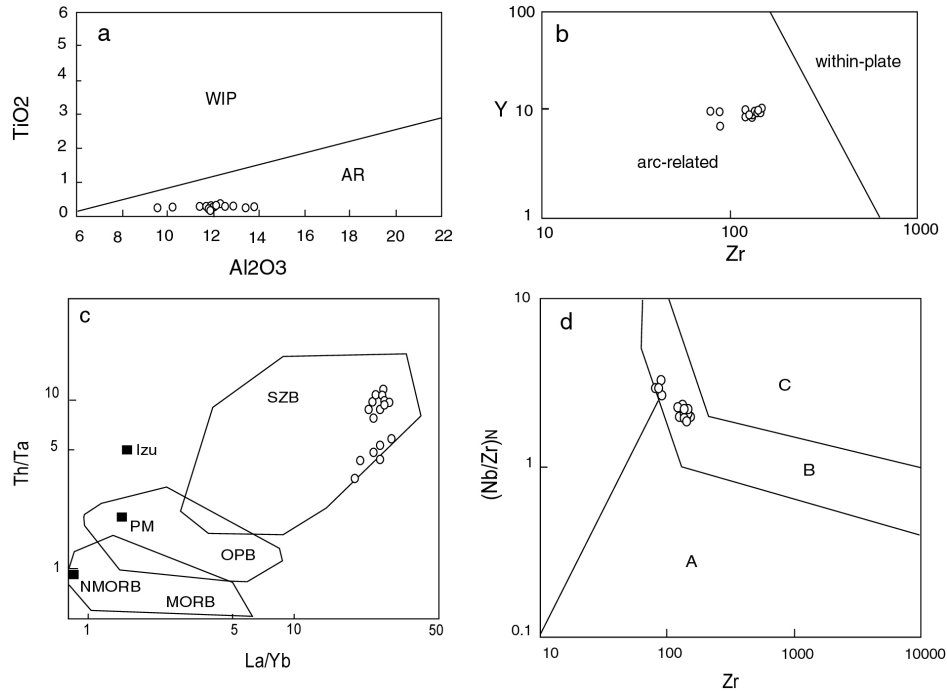 a
TiO2
6
5
4
3
2
1
0
WIP
AR
6 8 10 12 14 16 18 20 22
Al2O3
b
Y
100
10
1
within-plate
arc-related
10 100 1000
Zr
c
Th/Ta
10
5
1
SZB
Izu
PM
OPB
NMORB
MORB
1 5 10 50
La/Yb
d
(Nb/Zr)N
10
1
0.1
C
B
A
10 100 1000 10000
Zr